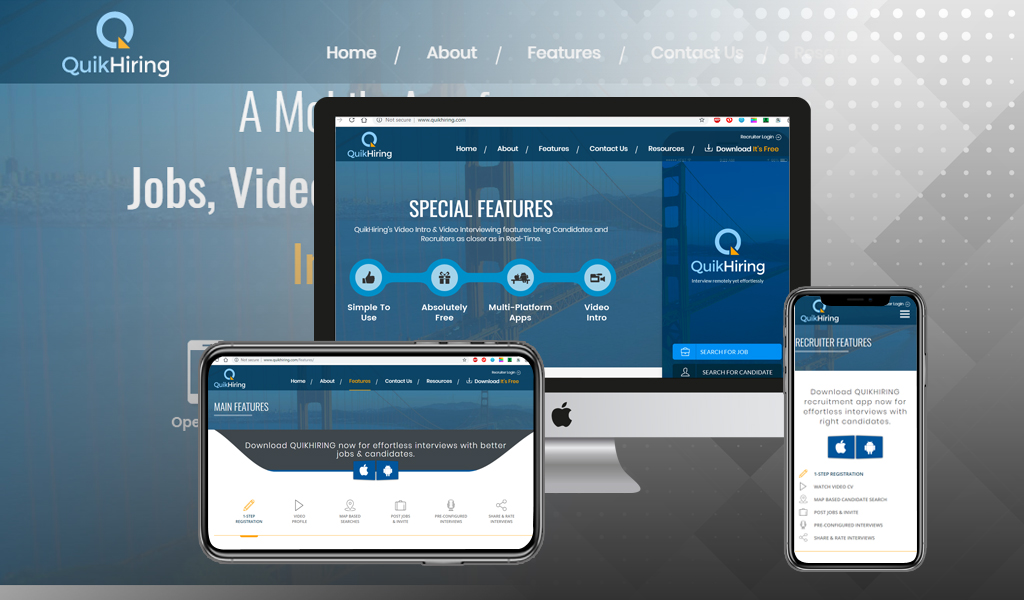 QuikHiring
Home / About / Features / Contact Us /
A Mo
Jobs, Vide
In
Ope
Not secure | www.quikhiring.com
Recruiter Login
QuikHiring
Home / About / Features / Contact Us / Resources / Download It's Free
SPECIAL FEATURES
QuikHiring's Video Intro & Video Interviewing features bring Candidates and
Recruiters as closer as in Real-Time.
Simple To
Use
Absolutely
Free
Multi-Platform
Apps
Video
Intro
QuikHiring
Interview remotely yet effortlessly
SEARCH FOR JOB
SEARCH FOR CANDIDATE
Not secure | www.quikhiring.com/features/
Recruiter Login
QuikHiring
Home / About / Features / Contact Us / Resources / Download It's Free
MAIN FEATURES
Download QUIKHIRING now for effortless interviews with better
jobs & candidates.
1-STEP
REGISTRATION
VIDEO
PROFILE
MAP BASED
SEARCHES
POST JOBS
& INVITE
PRE-CONFIGURED
INTERVIEWS
SHARE & RATE
INTERVIEWS
Login
QuikHiring
RECRUITER FEATURES
Download QUIKHIRING
recruitment app now for
effortless interviews with
right candidates.
1-STEP REGISTRATION
WATCH VIDEO CV
MAP BASED CANDIDATE SEARCH
POST JOBS & INVITE
PRE-CONFIGURED INTERVIEWS
SHARE & RATE INTERVIEWS